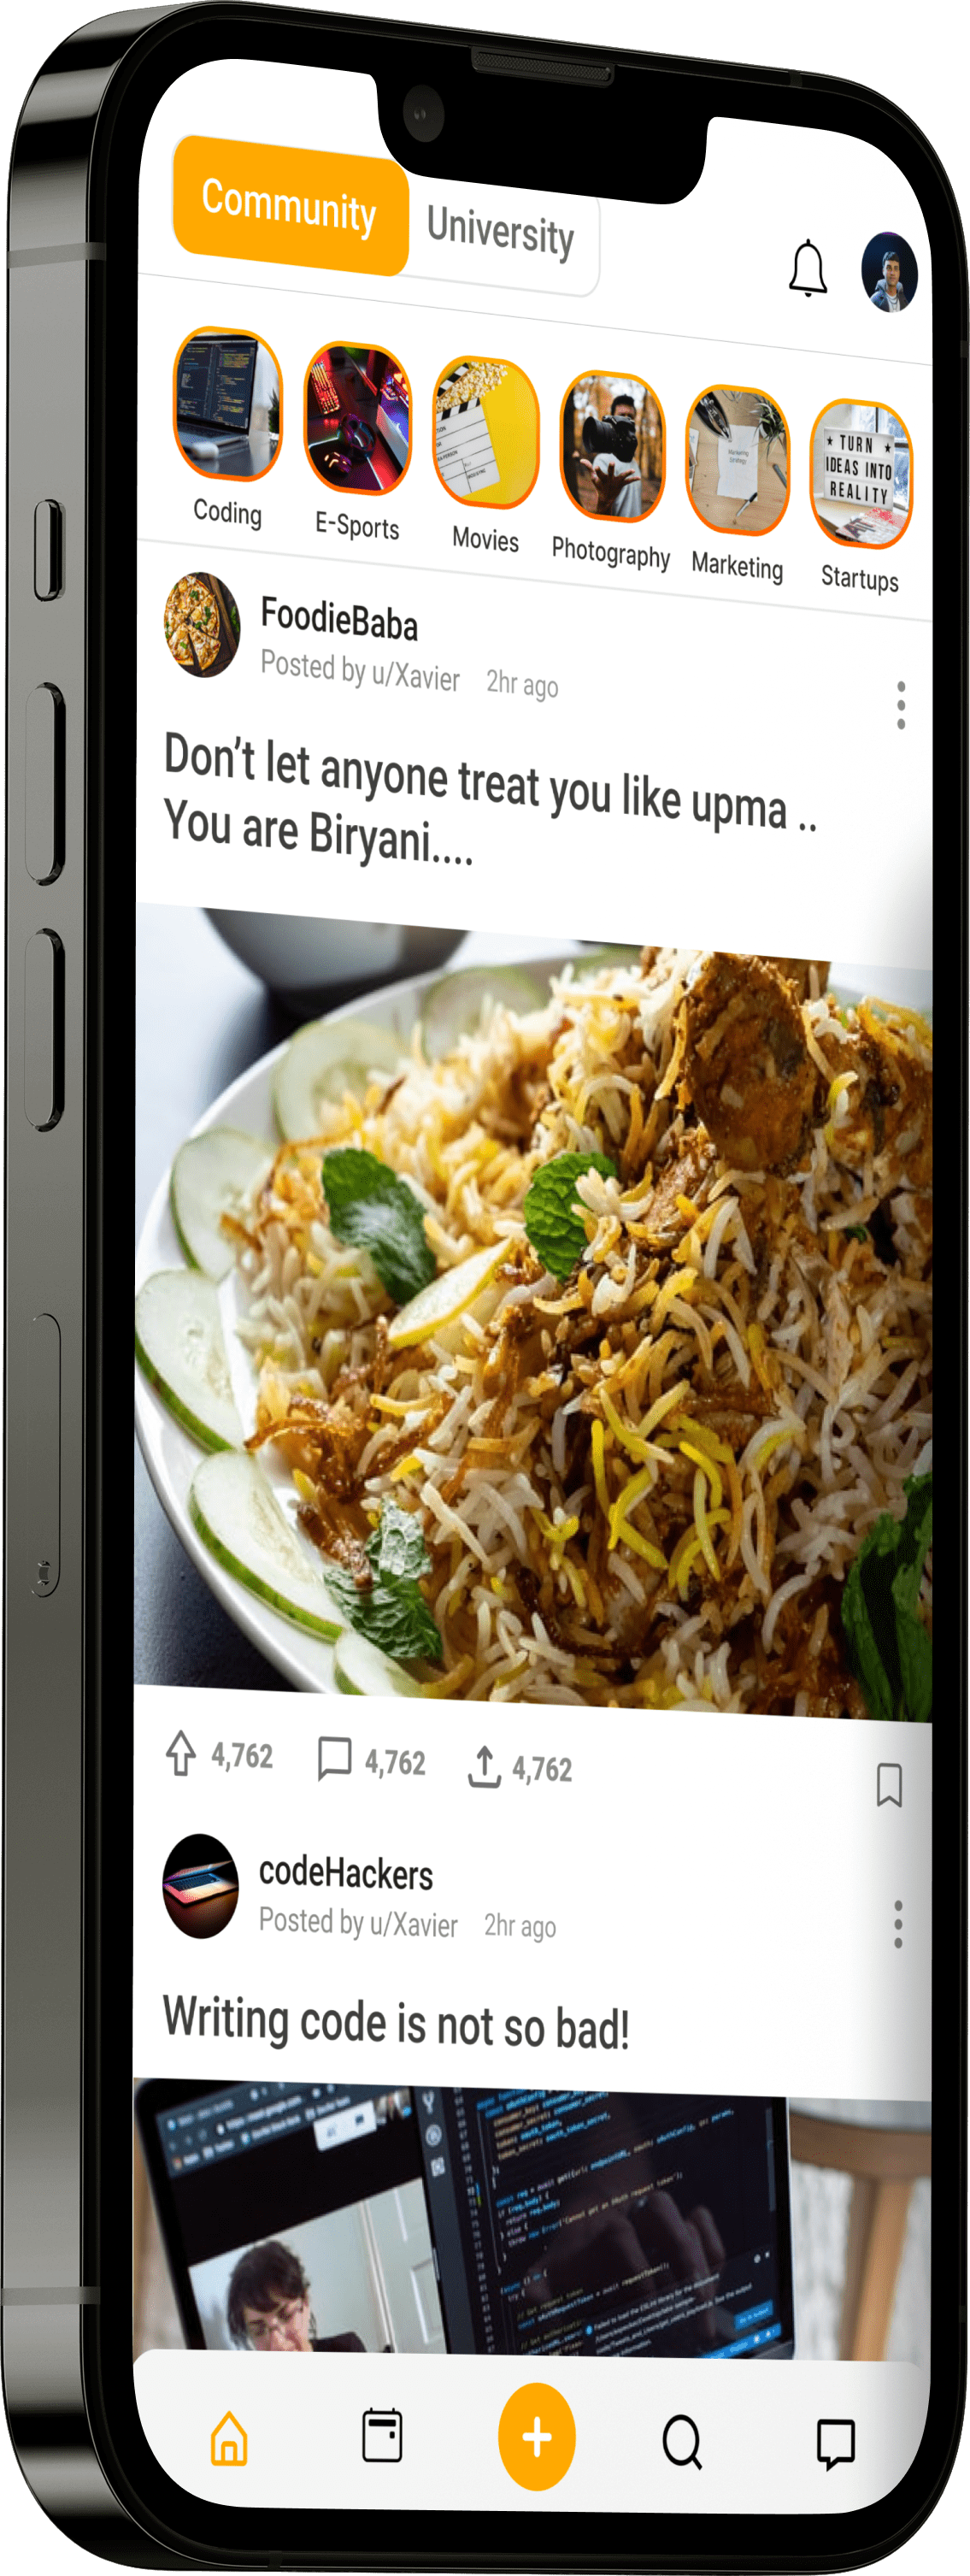 Community
University
Coding
E-Sports
Movies
Photography
Marketing
Startups
★ TURN ★
IDEAS INTO
REALITY
FoodieBaba
Posted by u/Xavier 2hr ago
Don’t let anyone treat you like upma ..
You are Biryani....
4,762
4,762
4,762
codeHackers
Posted by u/Xavier 2hr ago
Writing code is not so bad!